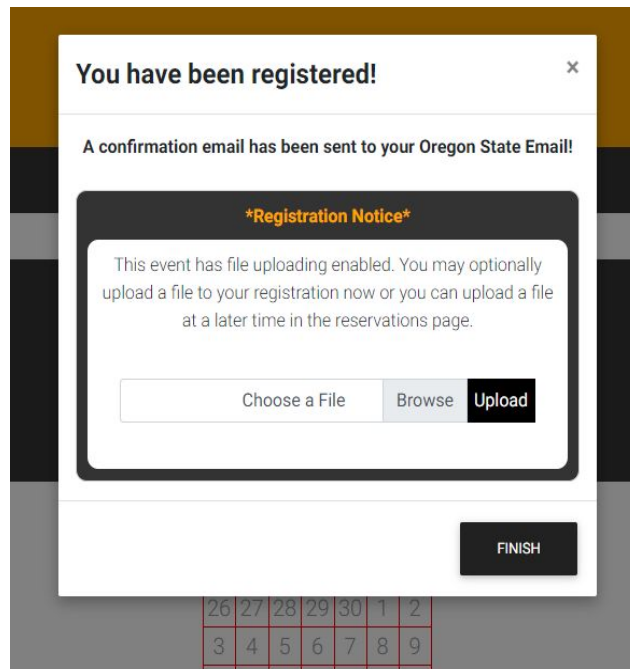 You have been registered!
×
A confirmation email has been sent to your Oregon State Email!
*Registration Notice*
This event has file uploading enabled. You may optionally
upload a file to your registration now or you can upload a file
at a later time in the reservations page.
Choose a File Browse Upload
FINISH
26 27 28 29 30 1 2
3 4 5 6 7 8 9